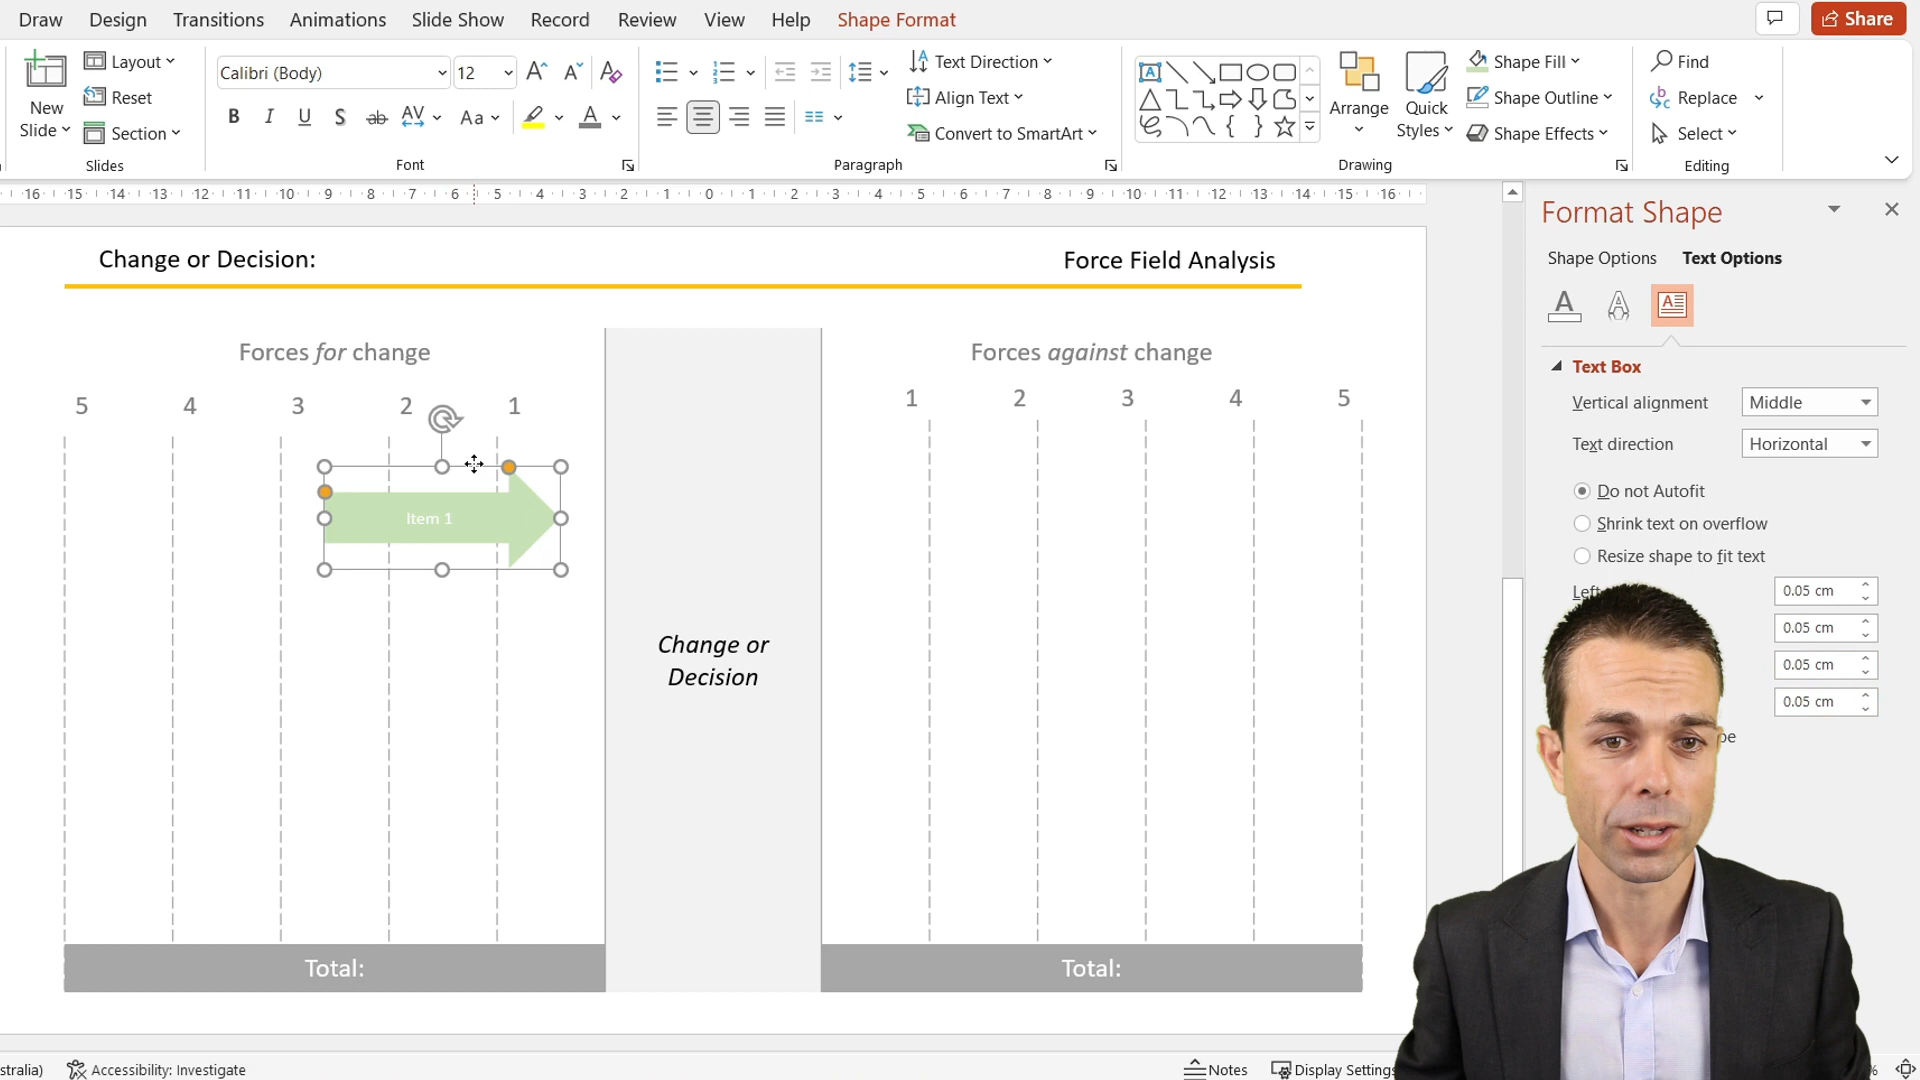 Draw Design Transitions Animations Slide Show Record Review View Help Shape Format Share
New Slide
Layout
Reset
Section
Slides
Calibri (Body) 12
B I U S ab AV Aa A
Font
Text Direction
Align Text
Convert to SmartArt
Paragraph
Arrange
Quick Styles
Shape Fill
Shape Outline
Shape Effects
Drawing
Find
Replace
Select
Editing
16 15 14 13 12 11 10 9 8 7 6 5 4 3 2 1 0 1 2 3 4 5 6 7 8 9 10 11 12 13 14 15 16
Change or Decision:
Force Field Analysis
Forces for change
5 4 3 2 1
Item 1
Total:
Change or
Decision
Forces against change
1 2 3 4 5
Total:
Format Shape
Shape Options Text Options
Text Box
Vertical alignment Middle
Text direction Horizontal
Do not Autofit
Shrink text on overflow
Resize shape to fit text
Left 0.05 cm
0.05 cm
0.05 cm
0.05 cm
pe
stralia) Accessibility: Investigate Notes Display Settings %